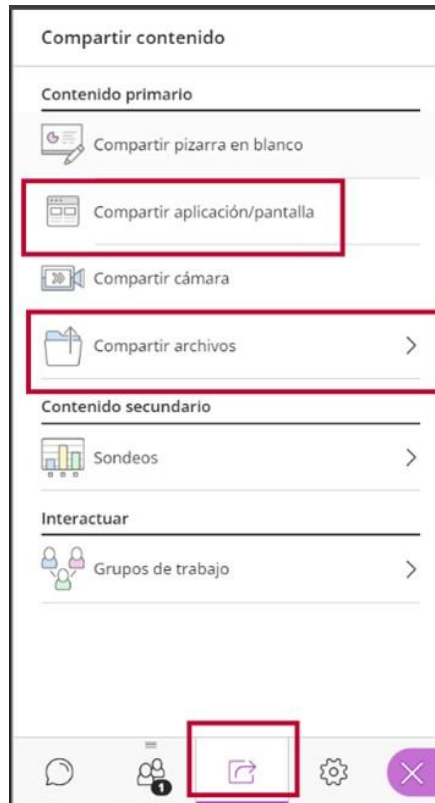 Compartir contenido
Contenido primario
Compartir pizarra en blanco
Compartir aplicación/pantalla
Compartir cámara
Compartir archivos
Contenido secundario
Sondeos
Interactuar
Grupos de trabajo
1